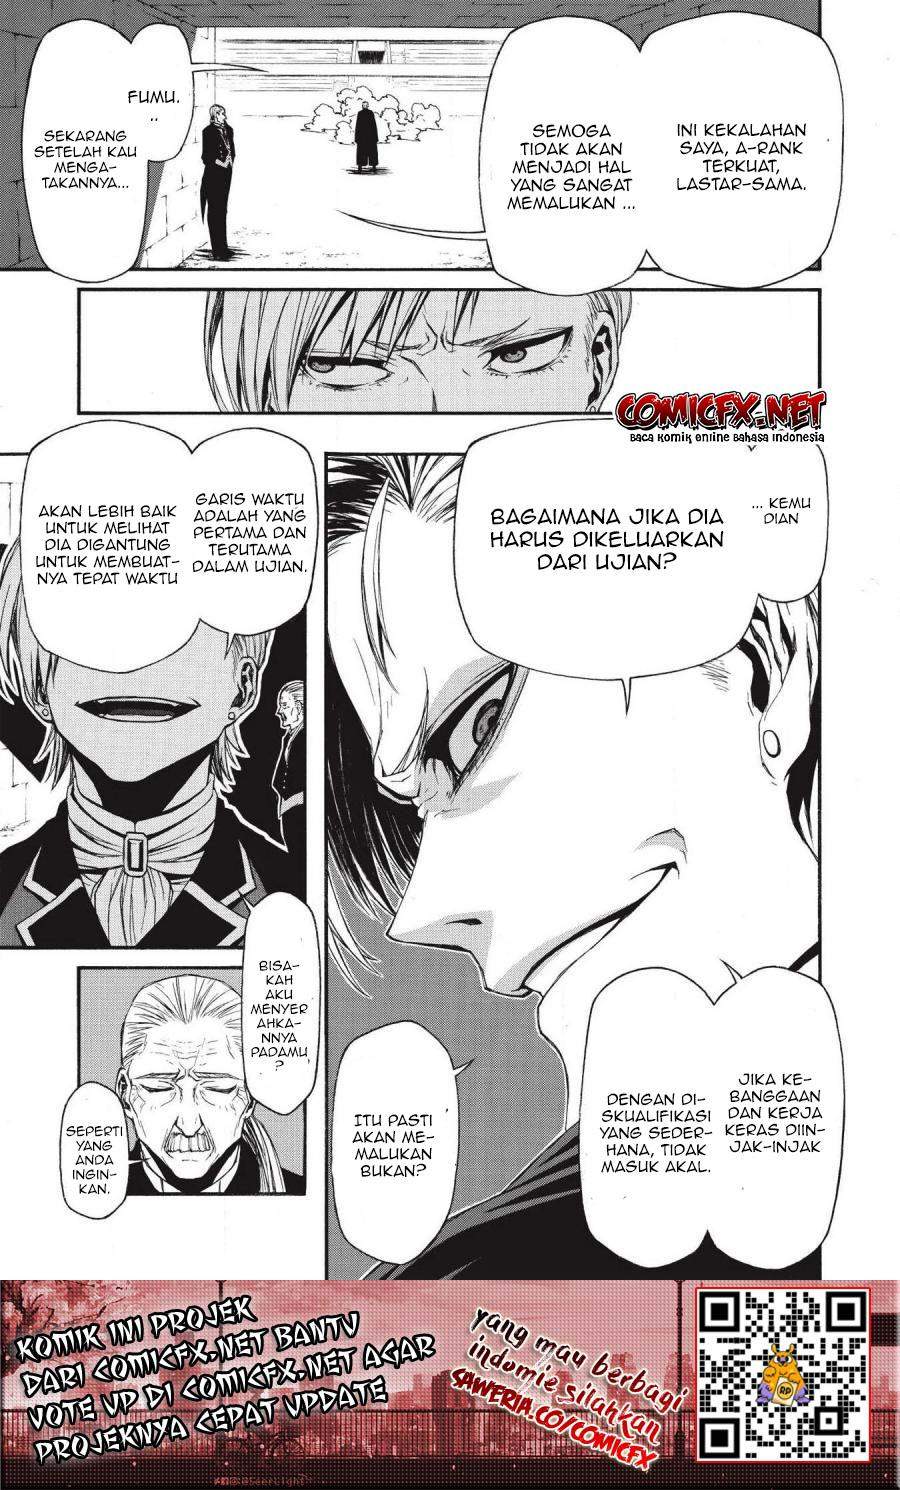 INI KEKALAHAN
SAYA, A-RANK
TERKUAT,
LASTAR-SAMA.
SEMOGA
TIDAK AKAN
MENJADI HAL
YANG SANGAT
MEMALUKAN ...
FUMU.
..
SEKARANG
SETELAH KAU
MENGA-
TAKANNYA...
COMICFX.NET
BACA KOMIK ONLINE BAHASA INDONESIA
... KEMU
DIAN
BAGAIMANA JIKA DIA
HARUS DIKELUARKAN
DARI UJIAN?
GARIS WAKTU
ADALAH YANG
PERTAMA DAN
TERUTAMA
DALAM UJIAN.
AKAN LEBIH BAIK
UNTUK MELIHAT
DIA DIGANTUNG
UNTUK MEMBUAT-
NYA TEPAT WAKTU
JIKA KE-
BANGGAAN
DAN KERJA
KERAS DIIN-
JAK-INJAK
DENGAN DI-
SKUALIFIKASI
YANG SEDER-
HANA, TIDAK
MASUK AKAL.
ITU PASTI
AKAN ME-
MALUKAN
BUKAN?
BISA-
KAH
AKU
MENYER
AHKA-
NNYA
PADAMU,
?
SEPERTI
YANG
ANDA
INGIN-
KAN.
KOMIK INI PROJEK
DARI COMICFX.NET BANTU
VOTE UP DI COMICFX.NET AGAR
PROJEKNYA CEPAT UPDATE
yang mau berbagi
indomie silahkan
SAWERIA.CO/COMICFX
RP
@seerlight